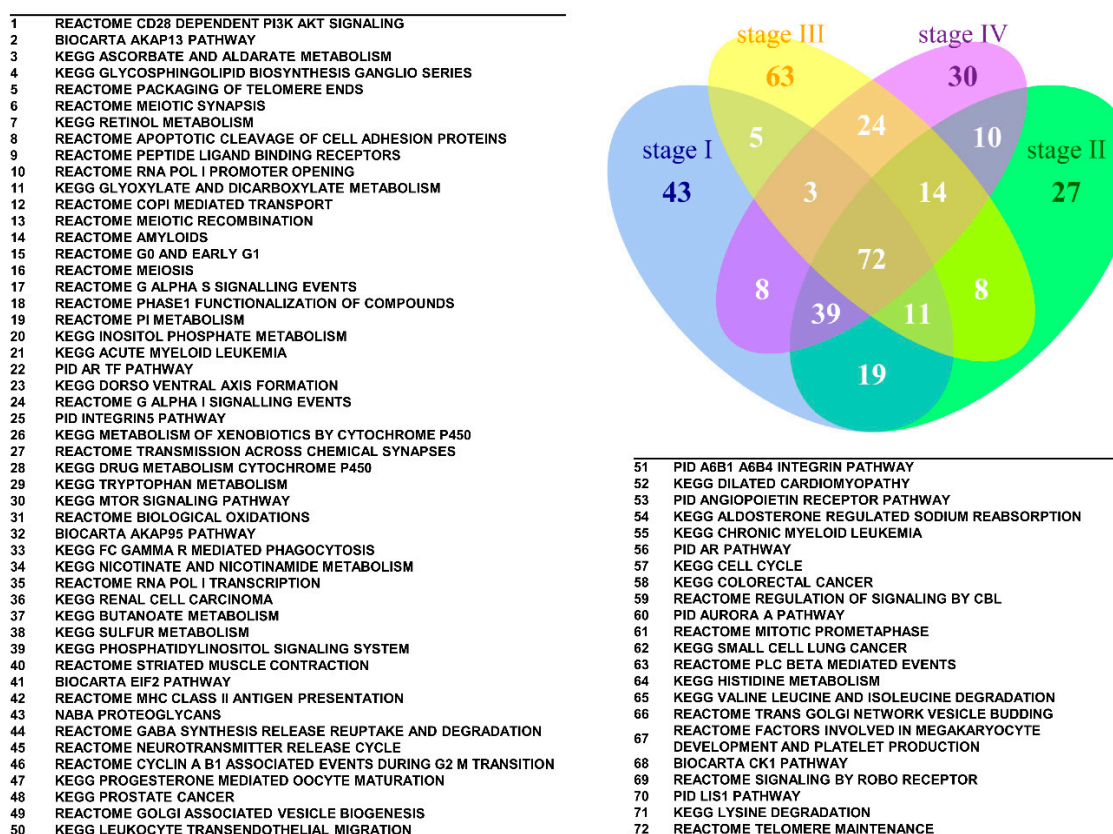 1 REACTOME CD28 DEPENDENT PI3K AKT SIGNALING
2 BIOCARTA AKAP13 PATHWAY
3 KEGG ASCORBATE AND ALDARATE METABOLISM
4 KEGG GLYCOSPHINGOLIPID BIOSYNTHESIS GANGLIO SERIES
5 REACTOME PACKAGING OF TELOMERE ENDS
6 REACTOME MEIOTIC SYNAPSIS
7 KEGG RETINOL METABOLISM
8 REACTOME APOPTOTIC CLEAVAGE OF CELL ADHESION PROTEINS
9 REACTOME PEPTIDE LIGAND BINDING RECEPTORS
10 REACTOME RNA POL I PROMOTER OPENING
11 KEGG GLYOXYLATE AND DICARBOXYLATE METABOLISM
12 REACTOME COPI MEDIATED TRANSPORT
13 REACTOME MEIOTIC RECOMBINATION
14 REACTOME AMYLOIDS
15 REACTOME G0 AND EARLY G1
16 REACTOME MEIOSIS
17 REACTOME G ALPHA S SIGNALLING EVENTS
18 REACTOME PHASE1 FUNCTIONALIZATION OF COMPOUNDS
19 REACTOME PI METABOLISM
20 KEGG INOSITOL PHOSPHATE METABOLISM
21 KEGG ACUTE MYELOID LEUKEMIA
22 PID AR TF PATHWAY
23 KEGG DORSO VENTRAL AXIS FORMATION
24 REACTOME G ALPHA I SIGNALLING EVENTS
25 PID INTEGRIN5 PATHWAY
26 KEGG METABOLISM OF XENOBIOTICS BY CYTOCHROME P450
27 REACTOME TRANSMISSION ACROSS CHEMICAL SYNAPSES
28 KEGG DRUG METABOLISM CYTOCHROME P450
29 KEGG TRYPTOPHAN METABOLISM
30 KEGG MTOR SIGNALING PATHWAY
31 REACTOME BIOLOGICAL OXIDATIONS
32 BIOCARTA AKAP95 PATHWAY
33 KEGG FC GAMMA R MEDIATED PHAGOCYTOSIS
34 KEGG NICOTINATE AND NICOTINAMIDE METABOLISM
35 REACTOME RNA POL I TRANSCRIPTION
36 KEGG RENAL CELL CARCINOMA
37 KEGG BUTANOATE METABOLISM
38 KEGG SULFUR METABOLISM
39 KEGG PHOSPHATIDYLINOSITOL SIGNALING SYSTEM
40 REACTOME STRIATED MUSCLE CONTRACTION
41 BIOCARTA EIF2 PATHWAY
42 REACTOME MHC CLASS II ANTIGEN PRESENTATION
43 NABA PROTEOGLYCANS
44 REACTOME GABA SYNTHESIS RELEASE REUPTAKE AND DEGRADATION
45 REACTOME NEUROTRANSMITTER RELEASE CYCLE
46 REACTOME CYCLIN A B1 ASSOCIATED EVENTS DURING G2 M TRANSITION
47 KEGG PROGESTERONE MEDIATED OOCYTE MATURATION
48 KEGG PROSTATE CANCER
49 REACTOME GOLGI ASSOCIATED VESICLE BIOGENESIS
50 KEGG LEUKOCYTE TRANSENDOTHELIAL MIGRATION
stage III
stage IV
63
30
5
24
10
stage I
stage II
43
3
14
27
72
8
39
11
8
19
51 PID A6B1 A6B4 INTEGRIN PATHWAY
52 KEGG DILATED CARDIOMYOPATHY
53 PID ANGIOPOIETIN RECEPTOR PATHWAY
54 KEGG ALDOSTERONE REGULATED SODIUM REABSORPTION
55 KEGG CHRONIC MYELOID LEUKEMIA
56 PID AR PATHWAY
57 KEGG CELL CYCLE
58 KEGG COLORECTAL CANCER
59 REACTOME REGULATION OF SIGNALING BY CBL
60 PID AURORA A PATHWAY
61 REACTOME MITOTIC PROMETAPHASE
62 KEGG SMALL CELL LUNG CANCER
63 REACTOME PLC BETA MEDIATED EVENTS
64 KEGG HISTIDINE METABOLISM
65 KEGG VALINE LEUCINE AND ISOLEUCINE DEGRADATION
66 REACTOME TRANS GOLGI NETWORK VESICLE BUDDING
67 REACTOME FACTORS INVOLVED IN MEGAKARYOCYTE
DEVELOPMENT AND PLATELET PRODUCTION
68 BIOCARTA CK1 PATHWAY
69 REACTOME SIGNALING BY ROBO RECEPTOR
70 PID LIS1 PATHWAY
71 KEGG LYSINE DEGRADATION
72 REACTOME TELOMERE MAINTENANCE